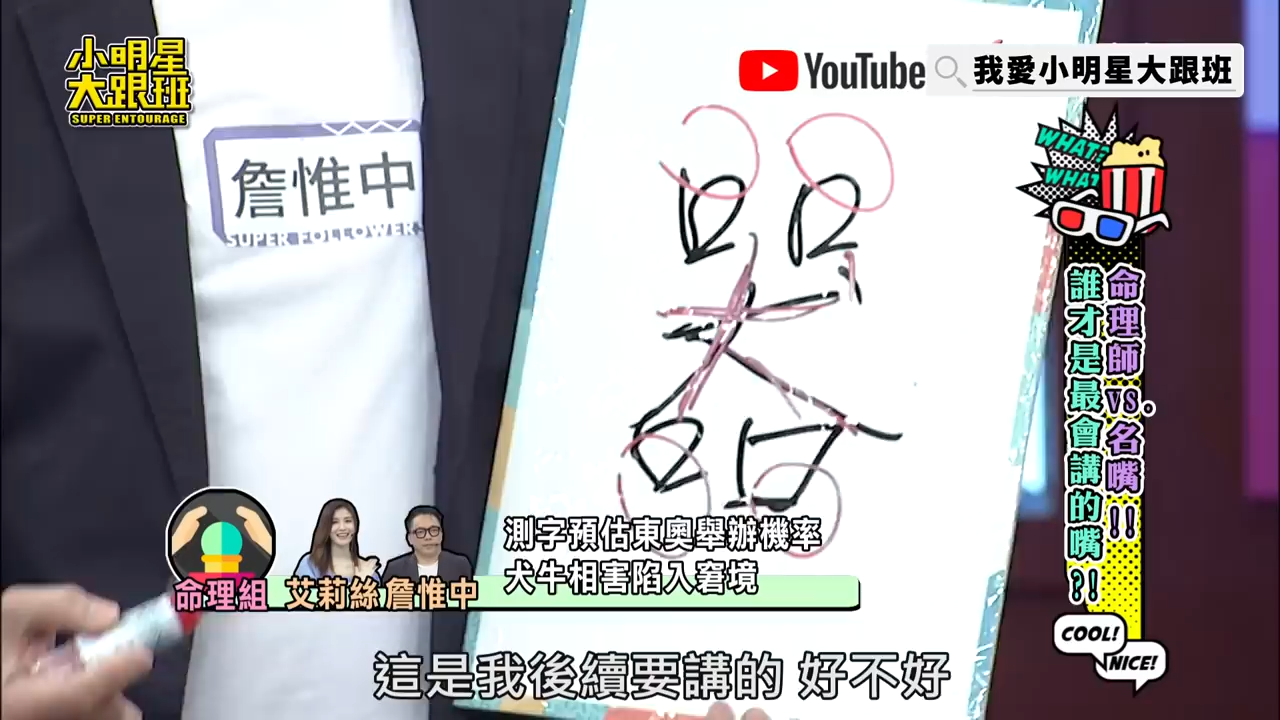 小明星
大跟班
SUPER ENTOURAGE
YouTube 我愛小明星大跟班
詹惟中
SUPER FOLLOWER
器
WHAT?
WHAT?
命理師vs.名嘴!!
誰才是最會講的嘴?!
COOL!
NICE!
測字預估東奧舉辦機率
犬牛相害陷入窘境
命理組 艾莉絲 詹惟中
這是我後續要講的 好不好